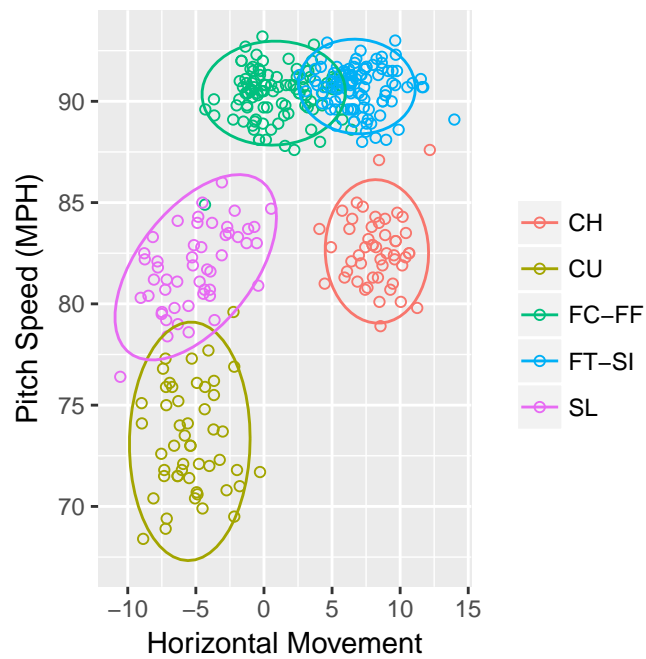 Pitch Speed (MPH)
90
85
80
75
70
−10
−5
0
5
10
15
Horizontal Movement
CH
CU
FC−FF
FT−SI
SL